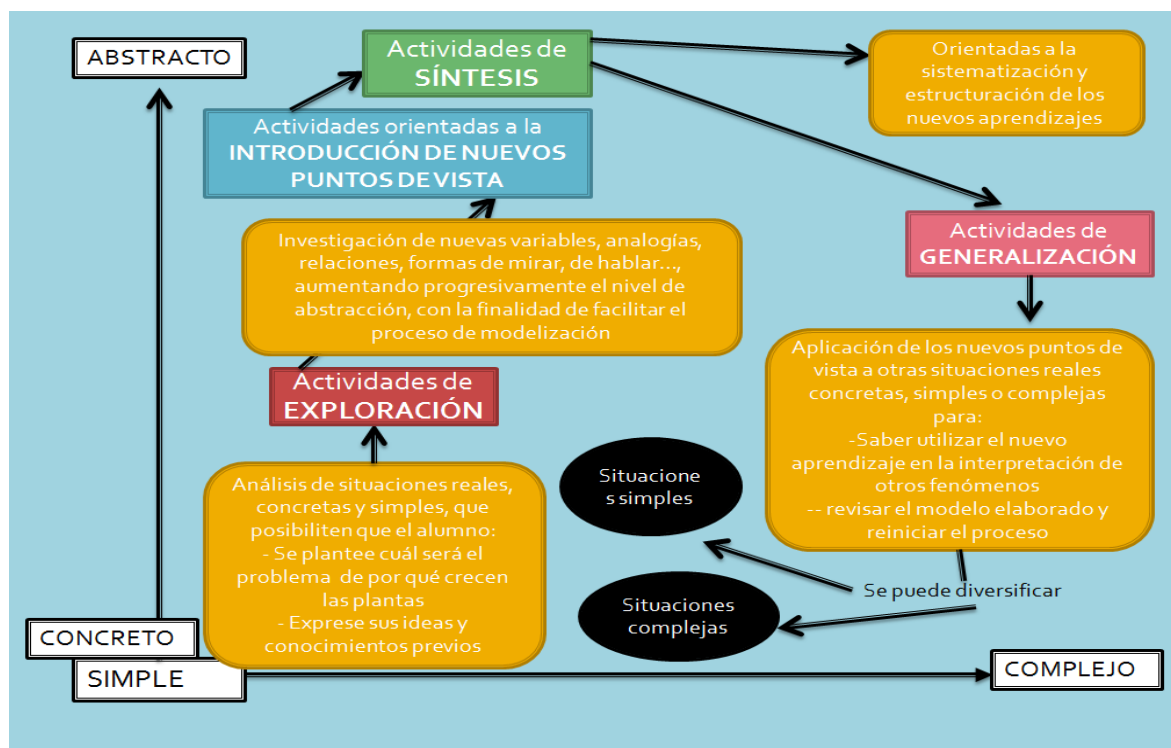 ABSTRACTO
Actividades de
SÍNTESIS
Orientadas a la
sistematización y
estructuración de los
nuevos aprendizajes
Actividades orientadas a la
INTRODUCCIÓN DE NUEVOS
PUNTOS DE VISTA
Investigación de nuevas variables, analogías,
relaciones, formas de mirar, de hablar...,
aumentando progresivamente el nivel de
abstracción, con la finalidad de facilitar el
proceso de modelización
Actividades de
GENERALIZACIÓN
Actividades de
EXPLORACIÓN
Aplicación de los nuevos puntos de
vista a otras situaciones reales
concretas, simples o complejas
para:
-Saber utilizar el nuevo
aprendizaje en la interpretación de
otros fenómenos
-- revisar el modelo elaborado y
reiniciar el proceso
Análisis de situaciones reales,
concretas y simples, que
posibiliten que el alumno:
- Se plantee cuál será el
problema de por qué crecen
las plantas
- Exprese sus ideas y
conocimientos previos
Situacione
s simples
Se puede diversificar
Situaciones
complejas
CONCRETO
SIMPLE
COMPLEJO